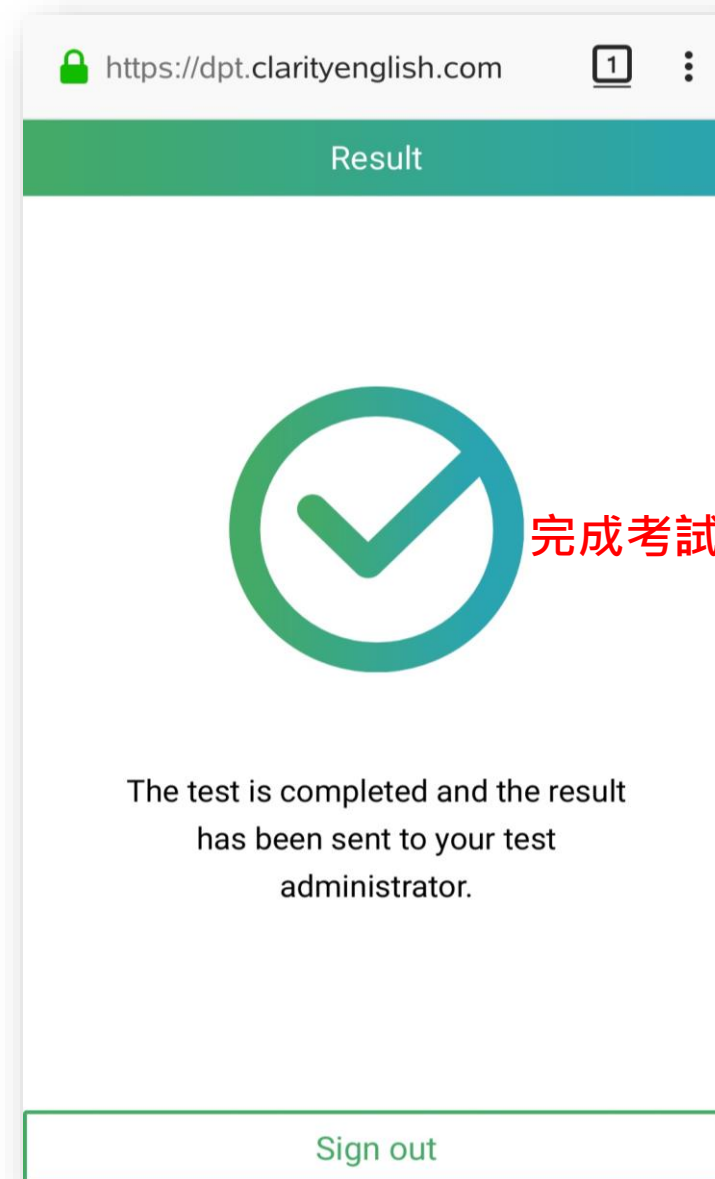 https://dpt.clarityenglish.com 1
Result
完成考試
The test is completed and the result
has been sent to your test
administrator.
Sign out